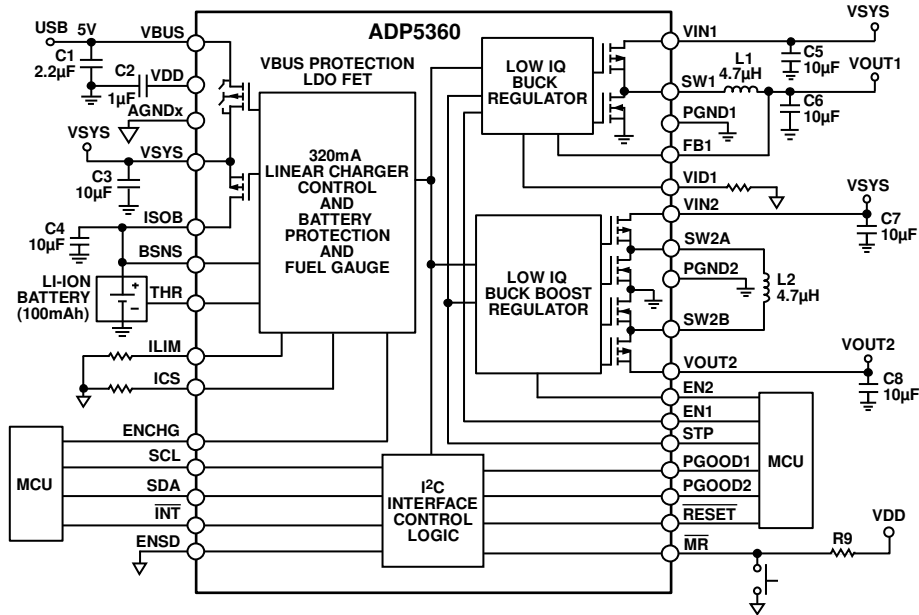 ADP5360
USB 5V
VBUS
C1
2.2µF
C2
1µF
VDD
AGNDx
VSYS
VSYS
C3
10µF
ISOB
C4
10µF
BSNS
LI-ION
BATTERY
(100mAh)
THR
ILIM
ICS
ENCHG
SCL
SDA
INT
ENSD
MCU
VBUS PROTECTION
LDO FET
320mA
LINEAR CHARGER
CONTROL
AND
BATTERY
PROTECTION
AND
FUEL GAUGE
LOW IQ
BUCK
REGULATOR
LOW IQ
BUCK BOOST
REGULATOR
I2C
INTERFACE
CONTROL
LOGIC
VIN1
VSYS
C5
10µF
SW1
L1
4.7µH
VOUT1
C6
10µF
PGND1
FB1
VID1
VIN2
VSYS
C7
10µF
SW2A
PGND2
L2
4.7µH
SW2B
VOUT2
VOUT2
C8
10µF
EN2
EN1
STP
PGOOD1
PGOOD2
RESET
MR
MCU
R9
VDD